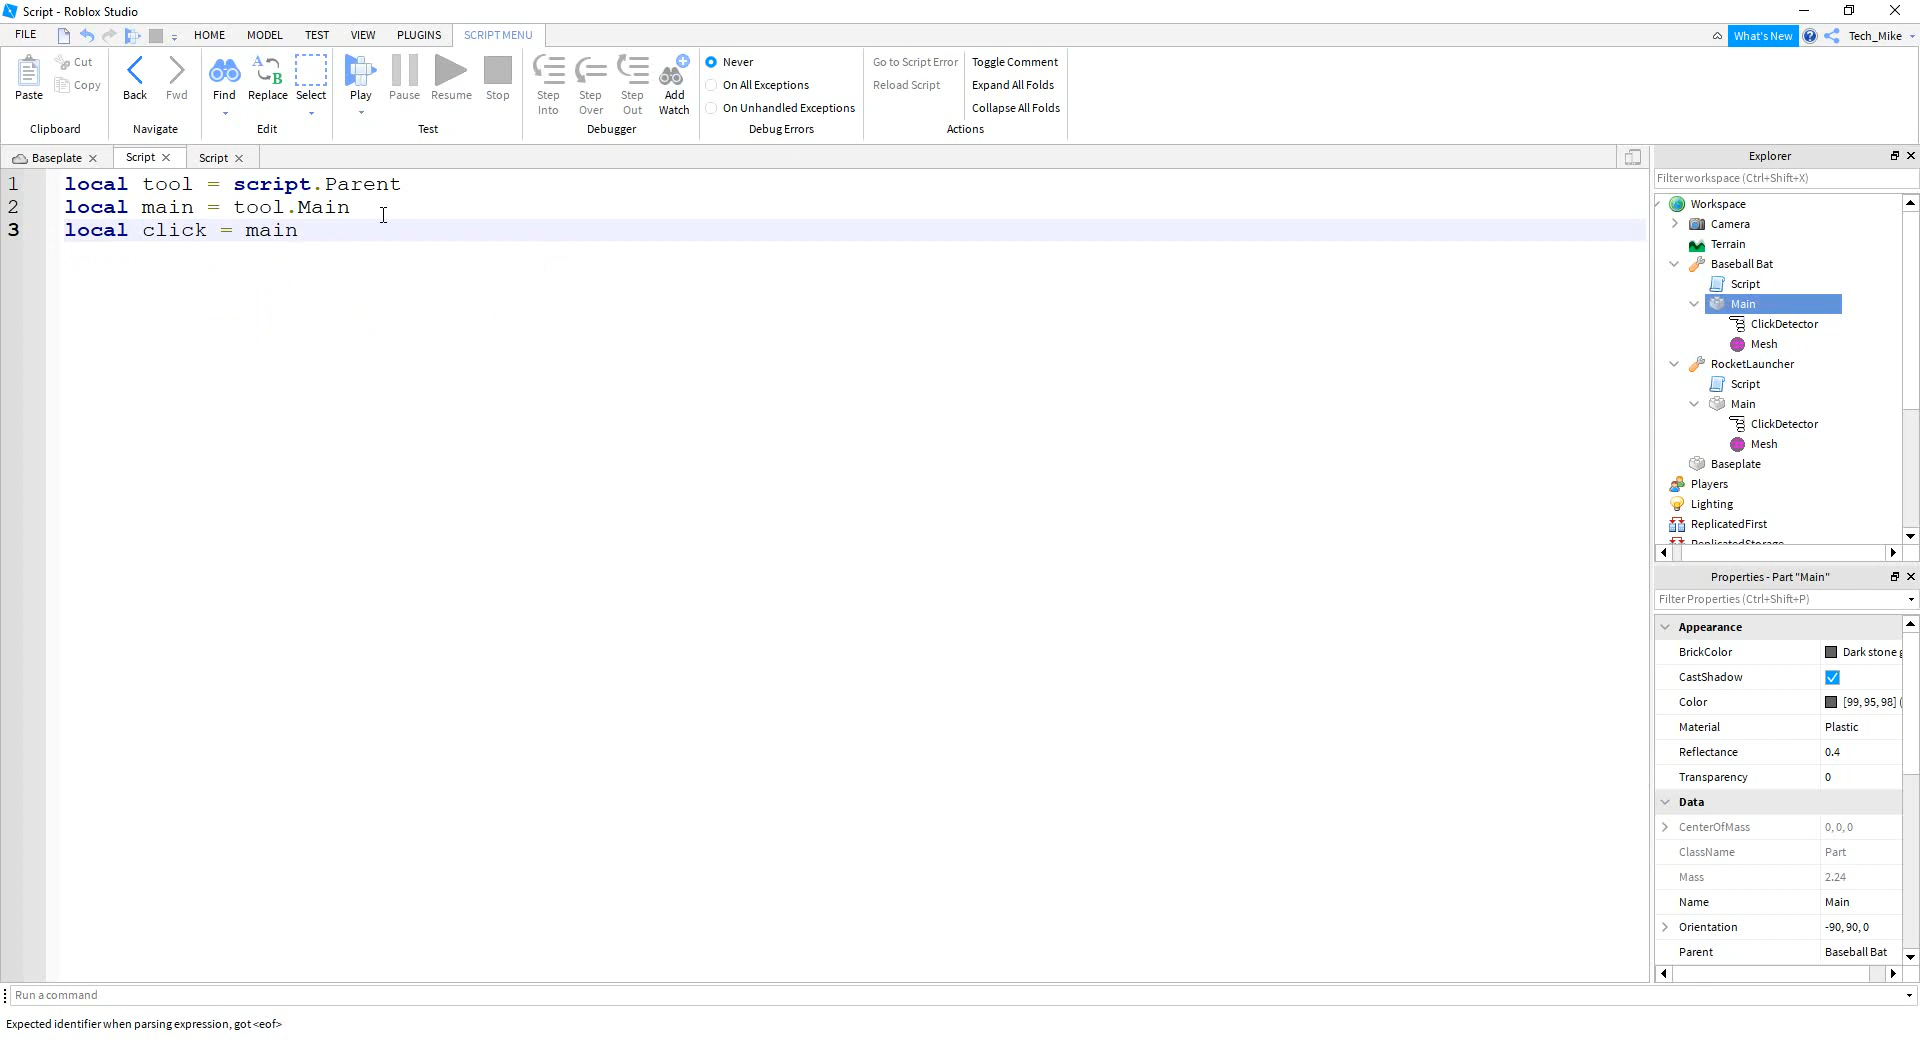 Script - Roblox Studio
FILE HOME MODEL TEST VIEW PLUGINS SCRIPT MENU What's New Tech_Mike
Paste Cut Copy
Clipboard
Back Fwd
Navigate
Find Replace Select
Edit
Play Pause Resume Stop
Test
Step Into Step Over Step Out Add Watch
Debugger
Never
On All Exceptions
On Unhandled Exceptions
Debug Errors
Go to Script Error Toggle Comment
Reload Script Expand All Folds
Collapse All Folds
Actions
Baseplate Script Script
1 local tool = script.Parent
2 local main = tool.Main
3 local click = main
Explorer
Filter workspace (Ctrl+Shift+X)
Workspace
Camera
Terrain
Baseball Bat
Script
Main
ClickDetector
Mesh
RocketLauncher
Script
Main
ClickDetector
Mesh
Baseplate
Players
Lighting
ReplicatedFirst
ReplicatedStorage
Properties - Part "Main"
Filter Properties (Ctrl+Shift+P)
Appearance
BrickColor Dark stone g
CastShadow
Color [99, 95, 98] (
Material Plastic
Reflectance 0.4
Transparency 0
Data
CenterOfMass 0, 0, 0
ClassName Part
Mass 2.24
Name Main
Orientation -90, 90, 0
Parent Baseball Bat
Run a command
Expected identifier when parsing expression, got <eof>